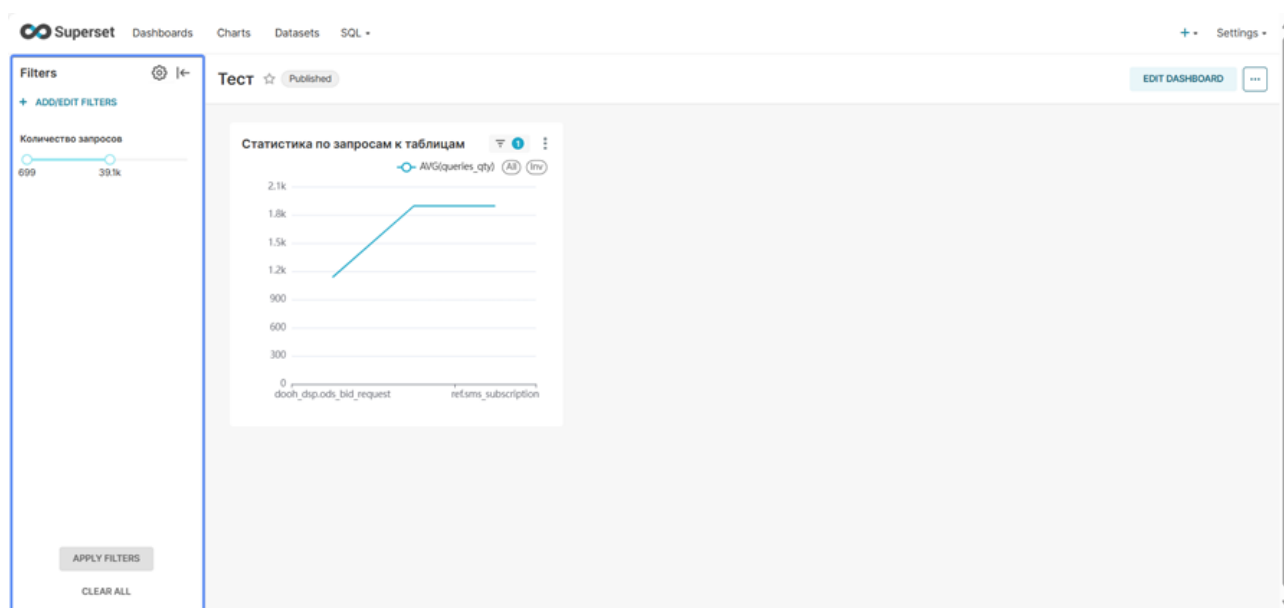 Superset Dashboards Charts Datasets SQL + Settings
Filters
+ ADD/EDIT FILTERS
Количество запросов
699 39.1k
APPLY FILTERS
CLEAR ALL
Тест Published EDIT DASHBOARD ...
Статистика по запросам к таблицам 1
AVG(queries_qty) All Inv
2.1k
1.8k
1.5k
1.2k
900
600
300
0
dooh_dsp.ods_bid_request ref.sms_subscription